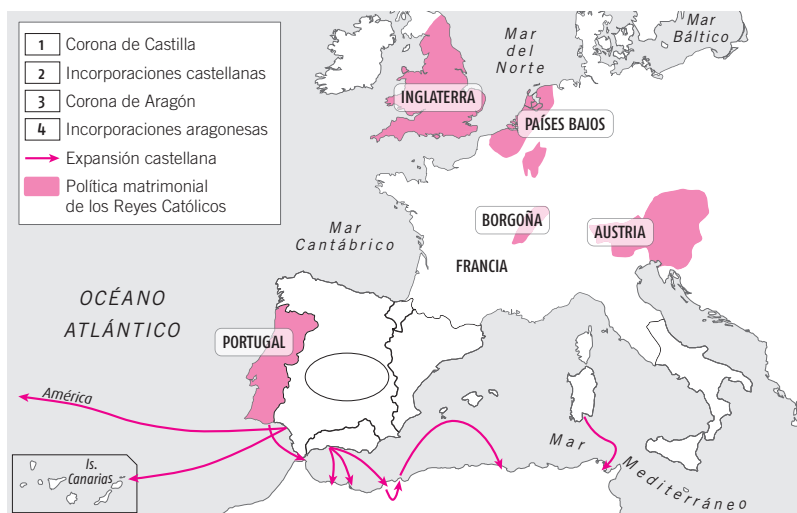 1 Corona de Castilla
2 Incorporaciones castellanas
3 Corona de Aragón
4 Incorporaciones aragonesas
Expansión castellana
Política matrimonial
de los Reyes Católicos
Mar
del
Norte
Mar
Báltico
INGLATERRA
PAÍSES BAJOS
BORGOÑA
AUSTRIA
FRANCIA
Mar
Cantábrico
OCÉANO
ATLÁNTICO
PORTUGAL
América
Is.
Canarias
Mar
Mediterráneo